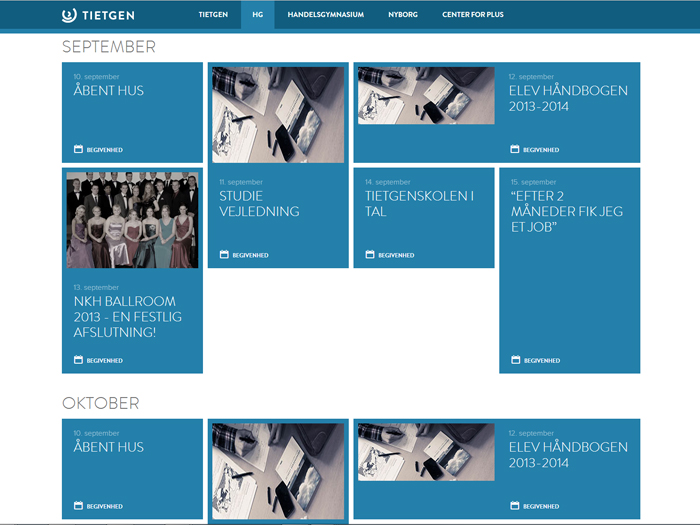 TIETGEN
TIETGEN HG HANDELSGYMNASIUM NYBORG CENTER FOR PLUS
SEPTEMBER
10. september
ÅBENT HUS
BEGIVENHED
11. september
STUDIE
VEJLEDNING
BEGIVENHED
12. september
ELEV HÅNDBOGEN
2013-2014
BEGIVENHED
13. september
NKH BALLROOM
2013 - EN FESTLIG
AFSLUTNING!
BEGIVENHED
14. september
TIETGENSKOLEN I
TAL
BEGIVENHED
15. september
“EFTER 2
MÅNEDER FIK JEG
ET JOB”
BEGIVENHED
OKTOBER
10. september
ÅBENT HUS
BEGIVENHED
12. september
ELEV HÅNDBOGEN
2013-2014
BEGIVENHED